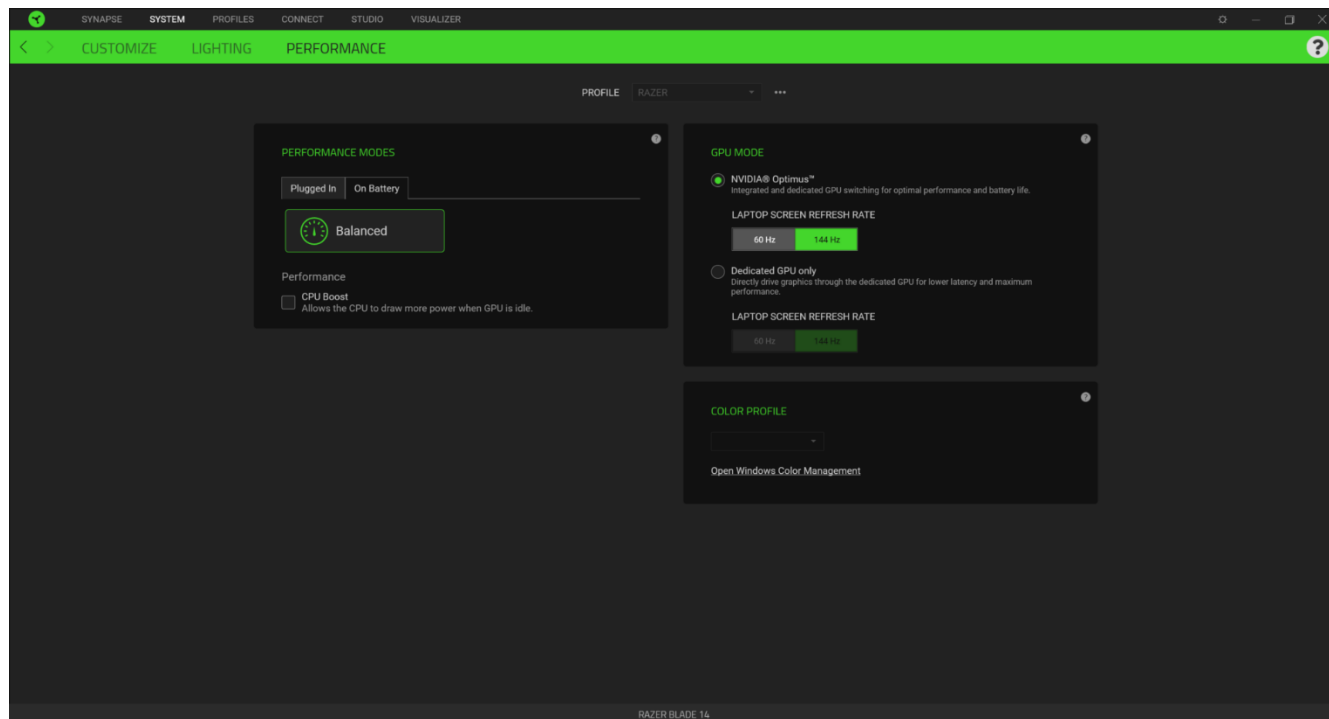 SYNAPSE SYSTEM PROFILES CONNECT STUDIO VISUALIZER
CUSTOMIZE LIGHTING PERFORMANCE
?
PROFILE RAZER
PERFORMANCE MODES
?
Plugged In On Battery
Balanced
Performance
CPU Boost
Allows the CPU to draw more power when GPU is idle.
GPU MODE
?
NVIDIA® Optimus™
Integrated and dedicated GPU switching for optimal performance and battery life.
LAPTOP SCREEN REFRESH RATE
60 Hz 144 Hz
Dedicated GPU only
Directly drive graphics through the dedicated GPU for lower latency and maximum
performance.
LAPTOP SCREEN REFRESH RATE
60 Hz 144 Hz
COLOR PROFILE
?
Open Windows Color Management
RAZER BLADE 14